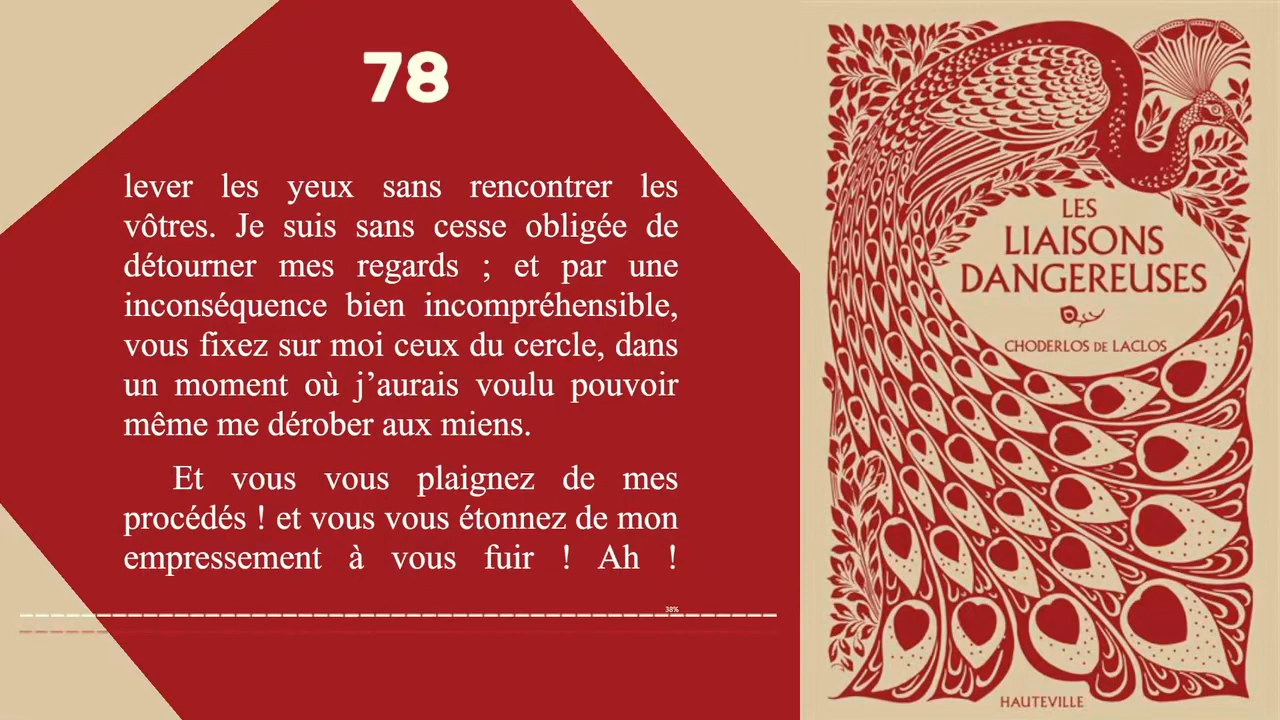 78
lever les yeux sans rencontrer les
vôtres. Je suis sans cesse obligée de
détourner mes regards ; et par une
inconséquence bien incompréhensible,
vous fixez sur moi ceux du cercle, dans
un moment où j’aurais voulu pouvoir
même me dérober aux miens.
Et vous vous plaignez de mes
procédés ! et vous vous étonnez de mon
empressement à vous fuir ! Ah !
38%
LES
LIAISONS
DANGEREUSES
CHODERLOS DE LACLOS
HAUTEVILLE